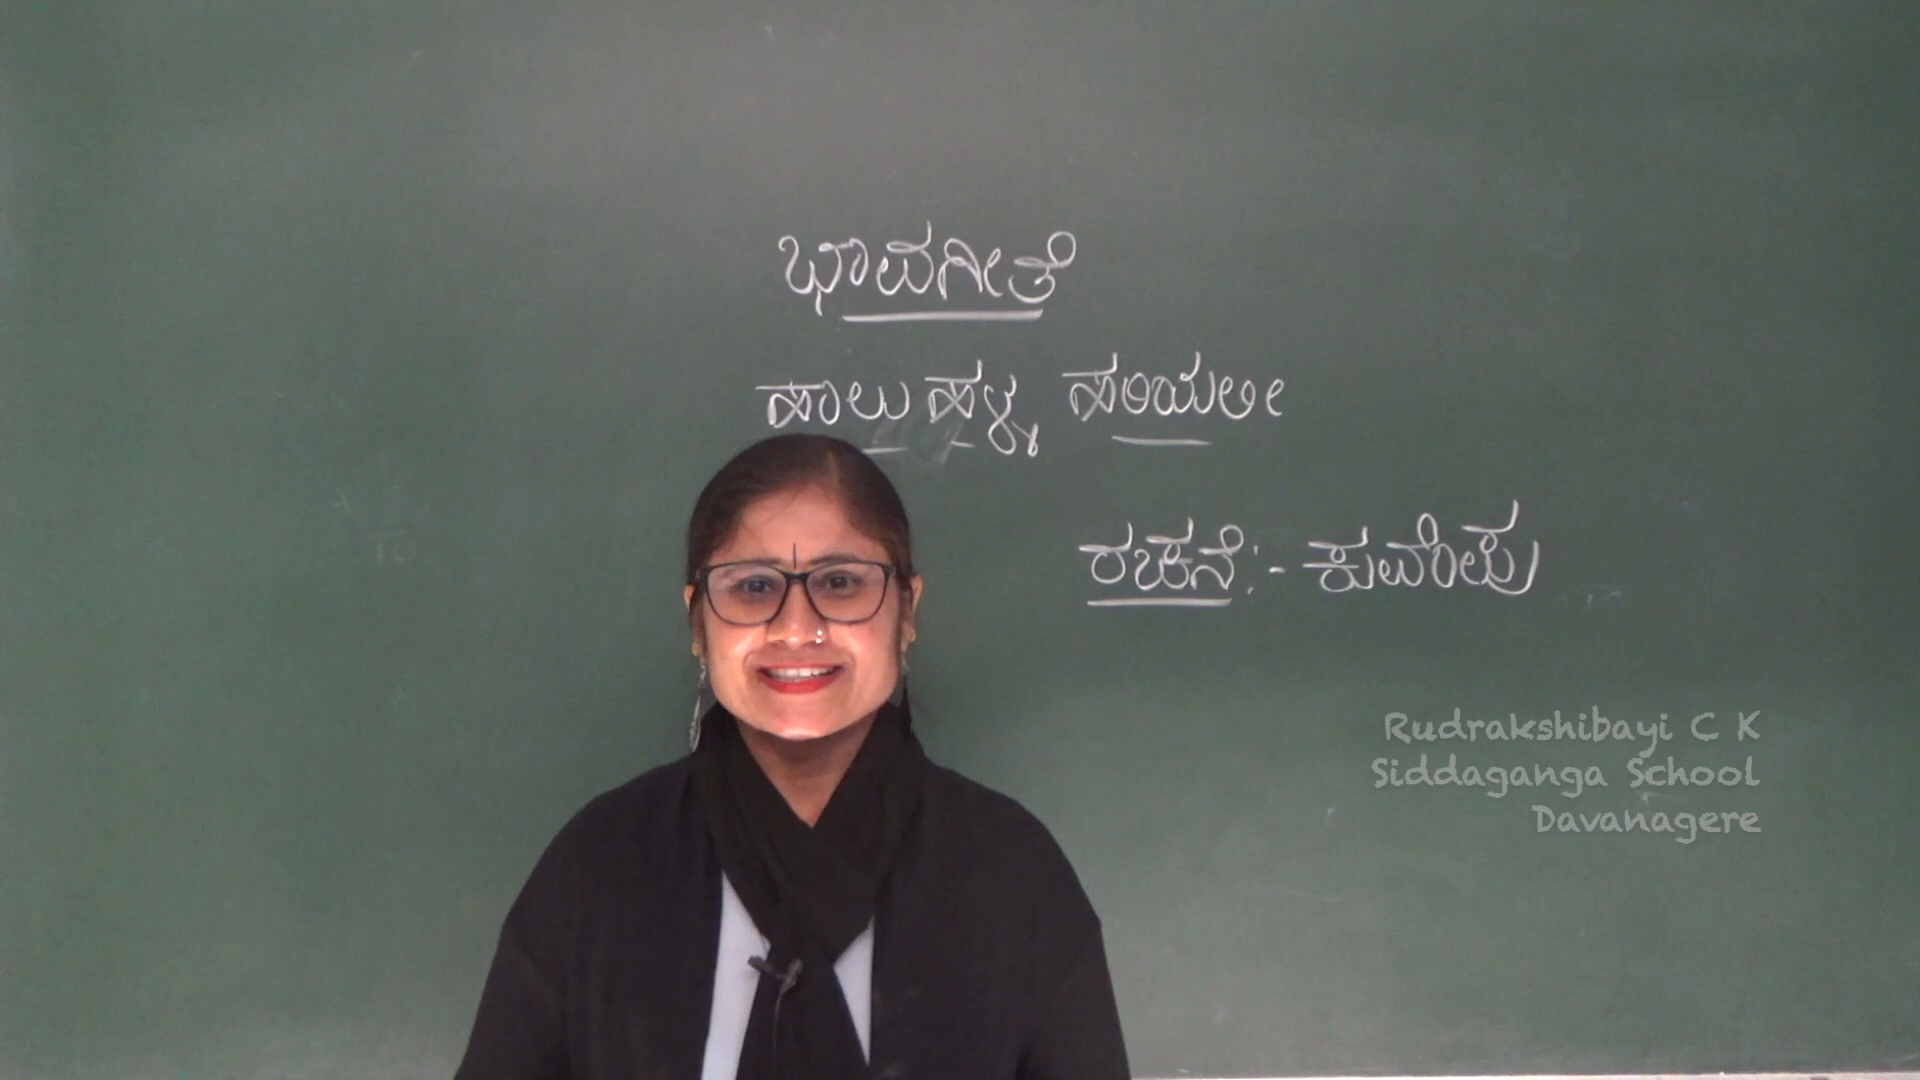 ಭಾವಗೀತೆ
ಹಾಲು ಹಳ್ಳ ಹರಿಯಲೀ
ರಚನೆ:- ಕುವೆಂಪು
Rudrakshibayi C K
Siddaganga School
Davanagere